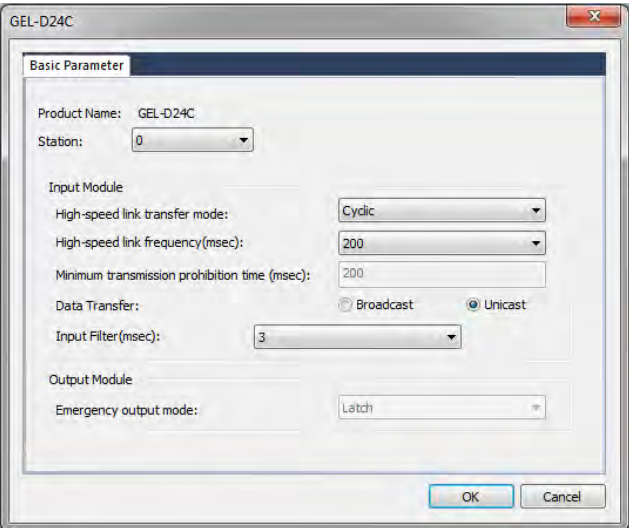 GEL-D24C
Basic Parameter
Product Name: GEL-D24C
Station: 0
Input Module
High-speed link transfer mode: Cyclic
High-speed link frequency(msec): 200
Minimum transmission prohibition time (msec): 200
Data Transfer: Broadcast Unicast
Input Filter(msec): 3
Output Module
Emergency output mode: Latch
OK Cancel